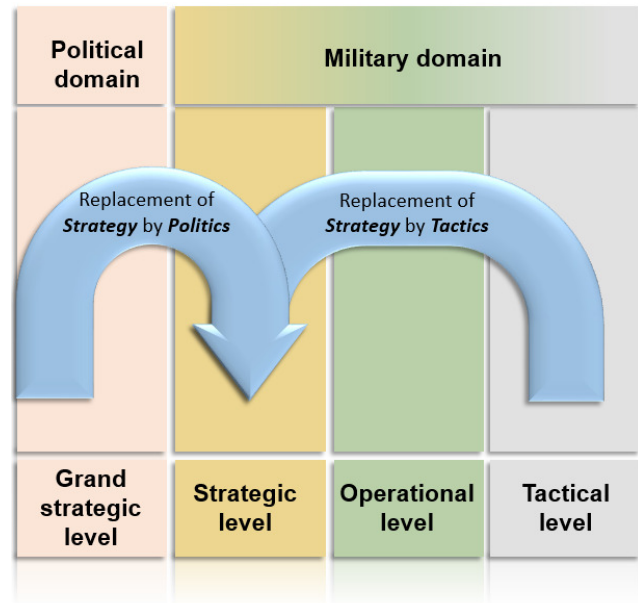 Political
domain
Military domain
Replacement of
Strategy by Politics
Replacement of
Strategy by Tactics
Grand
strategic
level
Strategic
level
Operational
level
Tactical
level